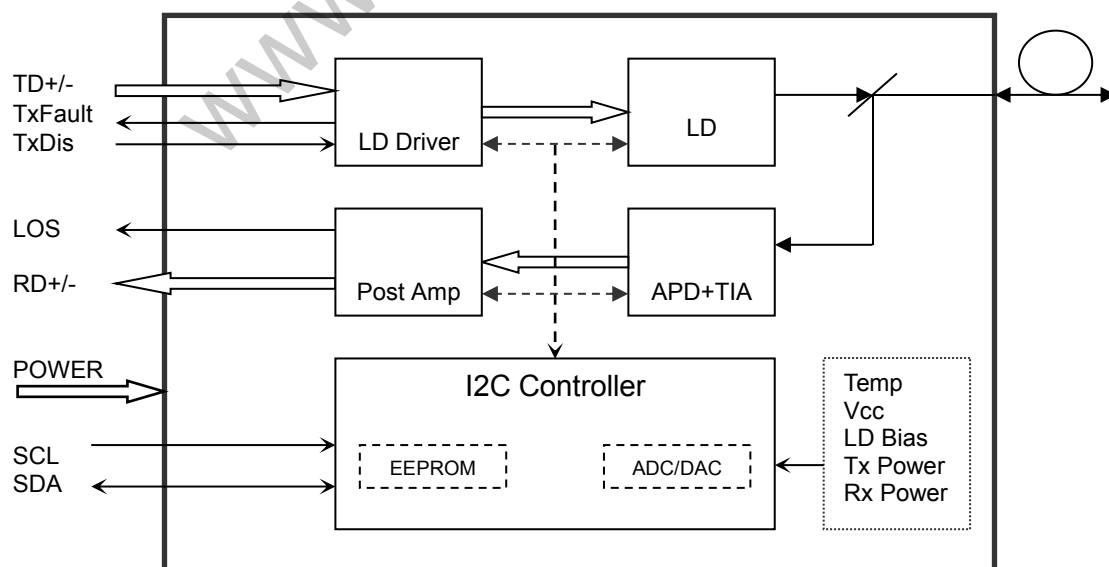 WWW
TD+/-
TxFault
TxDis
LD Driver
LD
LOS
RD+/-
Post Amp
APD+TIA
POWER
I2C Controller
SCL
SDA
EEPROM
ADC/DAC
Temp
Vcc
LD Bias
Tx Power
Rx Power